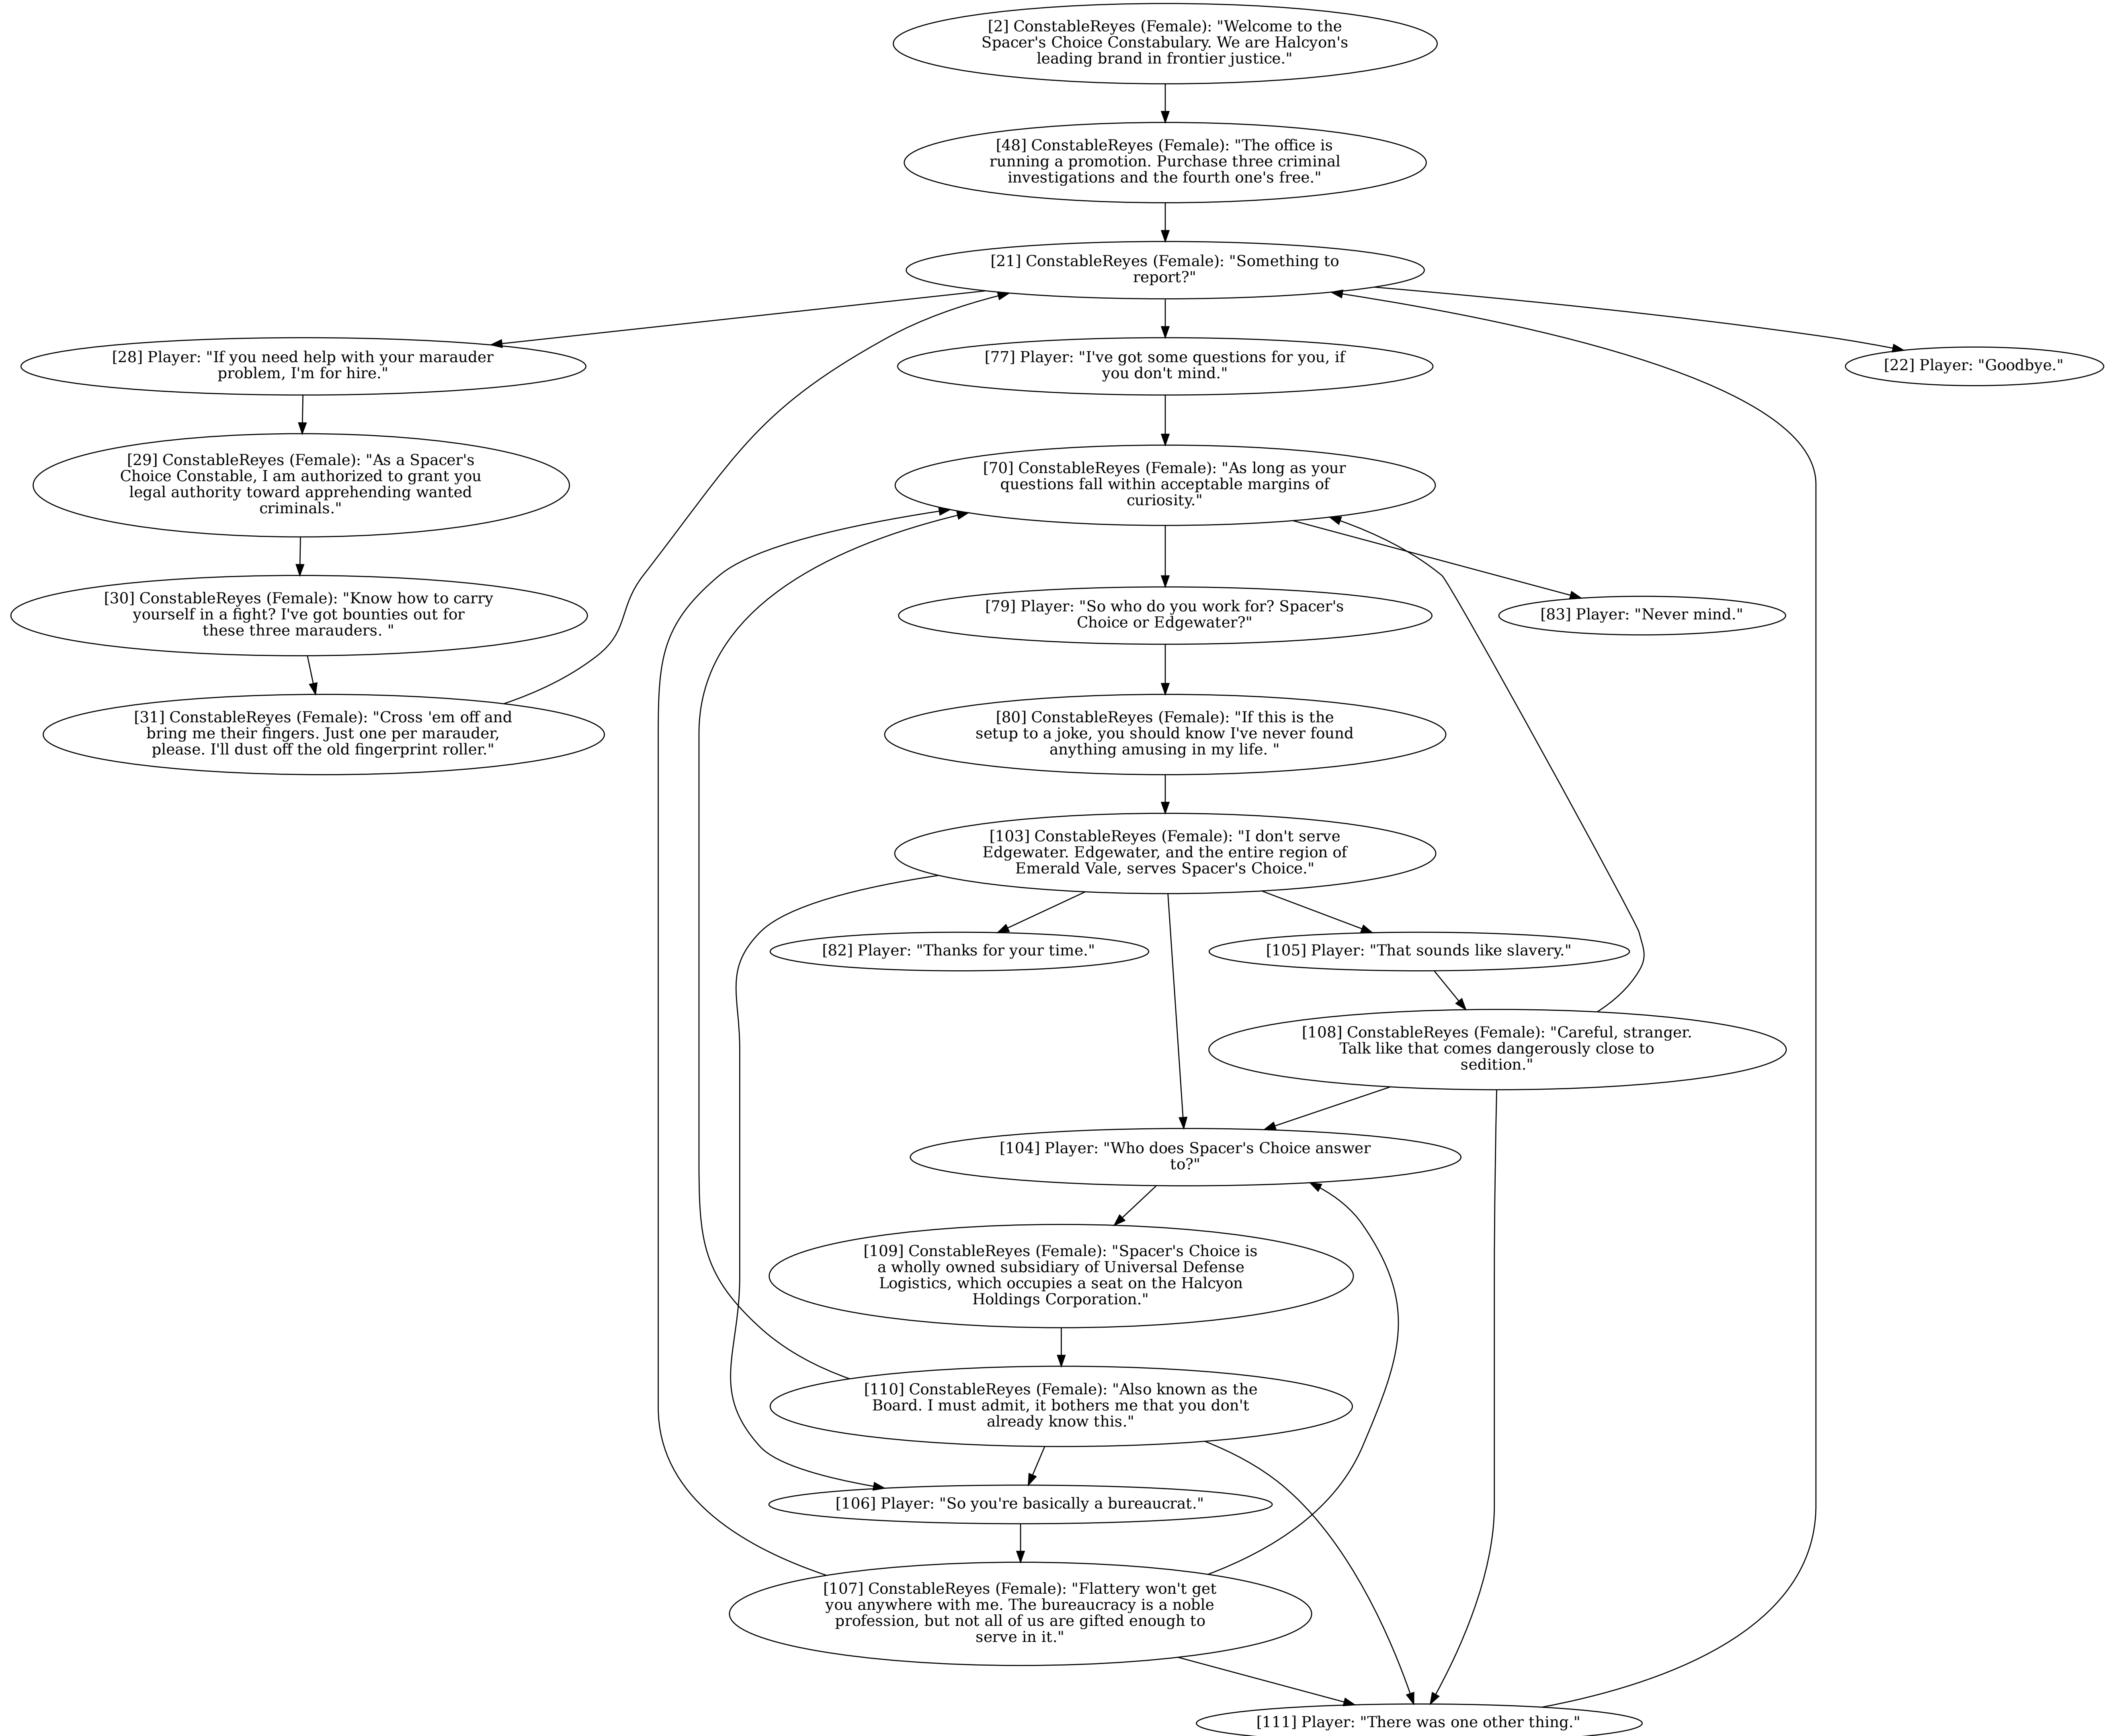 [2] ConstableReyes (Female): "Welcome to the
Spacer's Choice Constabulary. We are Halcyon's
leading brand in frontier justice."
[48] ConstableReyes (Female): "The office is
running a promotion. Purchase three criminal
investigations and the fourth one's free."
[21] ConstableReyes (Female): "Something to
report?"
[28] Player: "If you need help with your marauder
problem, I'm for hire."
[77] Player: "I've got some questions for you, if
you don't mind."
[22] Player: "Goodbye."
[29] ConstableReyes (Female): "As a Spacer's
Choice Constable, I am authorized to grant you
legal authority toward apprehending wanted
criminals."
[70] ConstableReyes (Female): "As long as your
questions fall within acceptable margins of
curiosity."
[30] ConstableReyes (Female): "Know how to carry
yourself in a fight? I've got bounties out for
these three marauders. "
[79] Player: "So who do you work for? Spacer's
Choice or Edgewater?"
[83] Player: "Never mind."
[31] ConstableReyes (Female): "Cross 'em off and
bring me their fingers. Just one per marauder,
please. I'll dust off the old fingerprint roller."
[80] ConstableReyes (Female): "If this is the
setup to a joke, you should know I've never found
anything amusing in my life. "
[103] ConstableReyes (Female): "I don't serve
Edgewater. Edgewater, and the entire region of
Emerald Vale, serves Spacer's Choice."
[82] Player: "Thanks for your time."
[105] Player: "That sounds like slavery."
[108] ConstableReyes (Female): "Careful, stranger.
Talk like that comes dangerously close to
sedition."
[104] Player: "Who does Spacer's Choice answer
to?"
[109] ConstableReyes (Female): "Spacer's Choice is
a wholly owned subsidiary of Universal Defense
Logistics, which occupies a seat on the Halcyon
Holdings Corporation."
[110] ConstableReyes (Female): "Also known as the
Board. I must admit, it bothers me that you don't
already know this."
[106] Player: "So you're basically a bureaucrat."
[107] ConstableReyes (Female): "Flattery won't get
you anywhere with me. The bureaucracy is a noble
profession, but not all of us are gifted enough to
serve in it."
[111] Player: "There was one other thing."